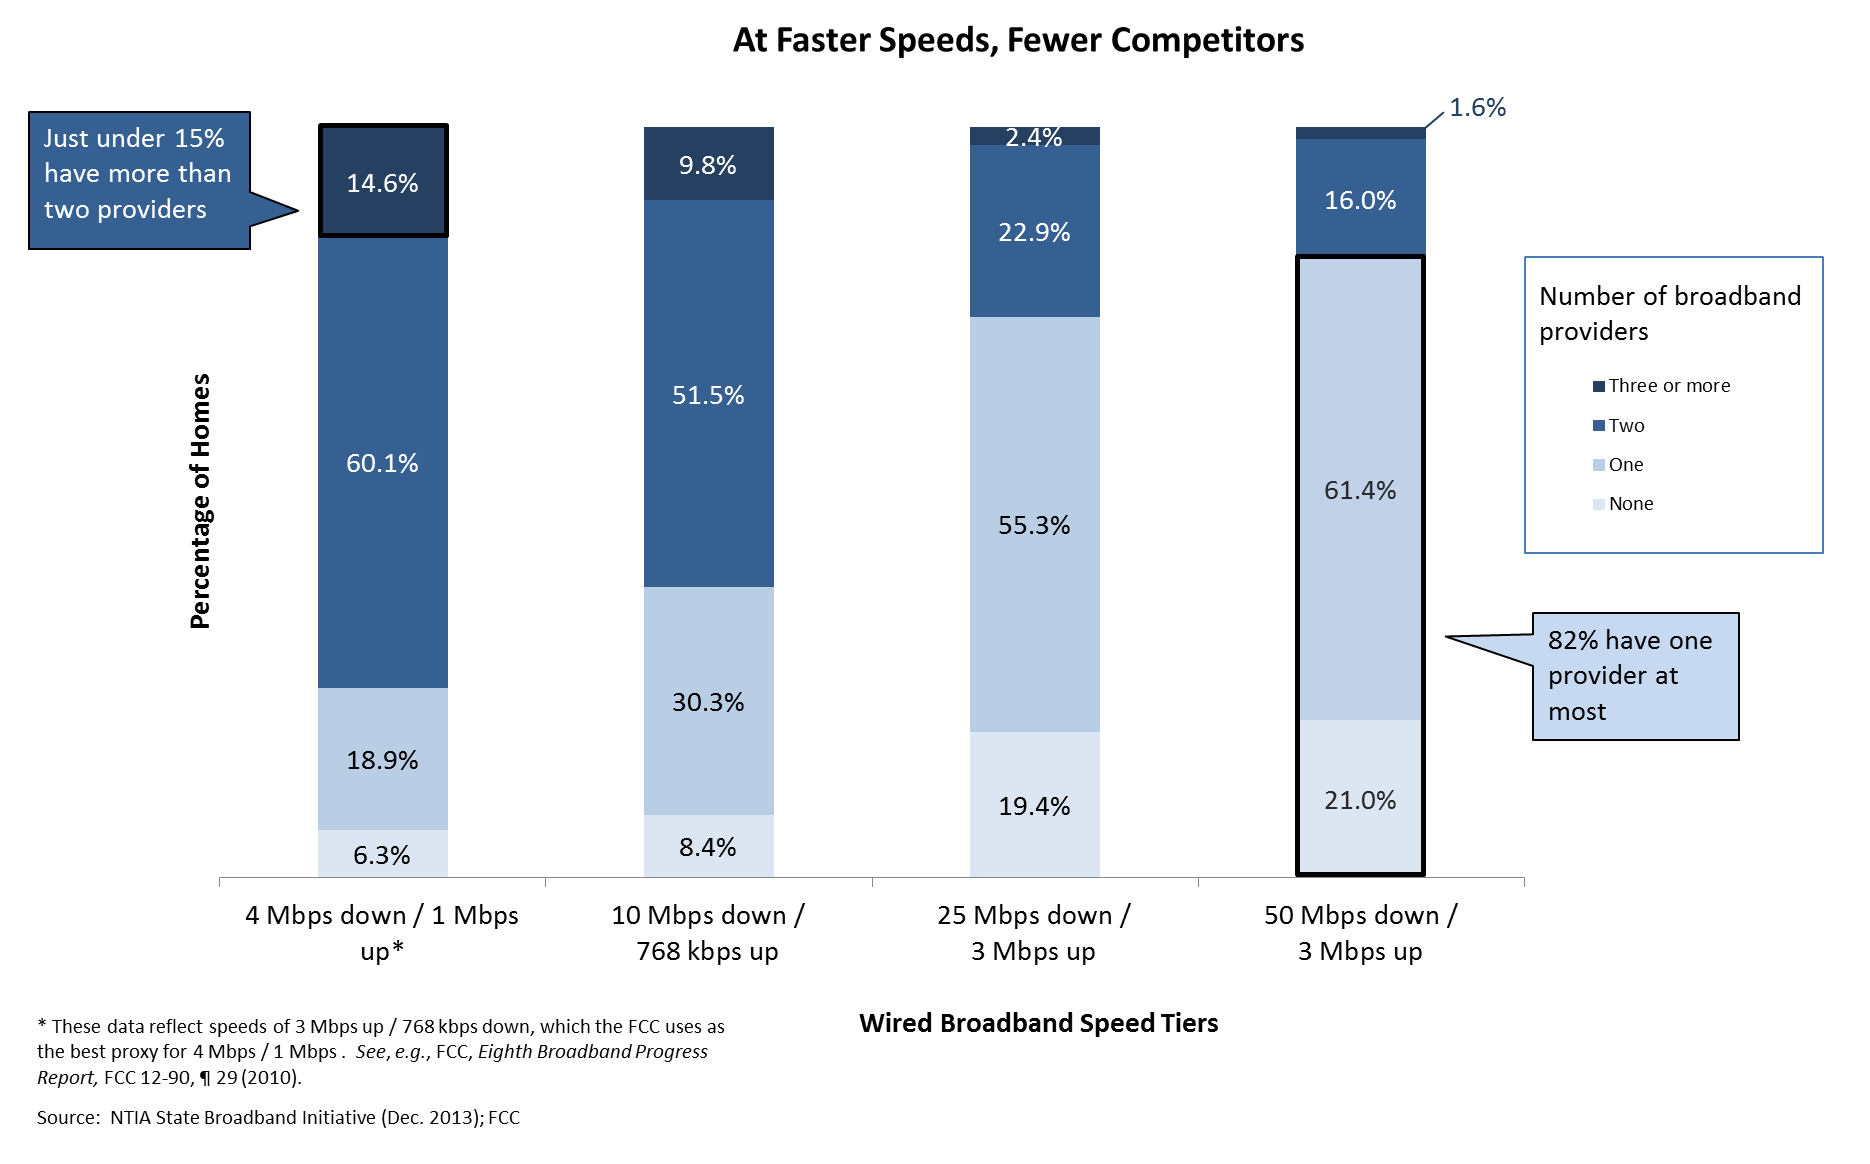 At Faster Speeds, Fewer Competitors
Just under 15%
have more than
two providers
14.6%
60.1%
18.9%
6.3%
9.8%
51.5%
30.3%
8.4%
2.4%
22.9%
55.3%
19.4%
1.6%
16.0%
61.4%
21.0%
Number of broadband
providers
Three or more
Two
One
None
82% have one
provider at
most
Percentage of Homes
4 Mbps down / 1 Mbps
up*
10 Mbps down /
768 kbps up
25 Mbps down /
3 Mbps up
50 Mbps down /
3 Mbps up
Wired Broadband Speed Tiers
* These data reflect speeds of 3 Mbps up / 768 kbps down, which the FCC uses as
the best proxy for 4 Mbps / 1 Mbps .  See, e.g., FCC, Eighth Broadband Progress
Report, FCC 12-90, ¶ 29 (2010).
Source:  NTIA State Broadband Initiative (Dec. 2013); FCC